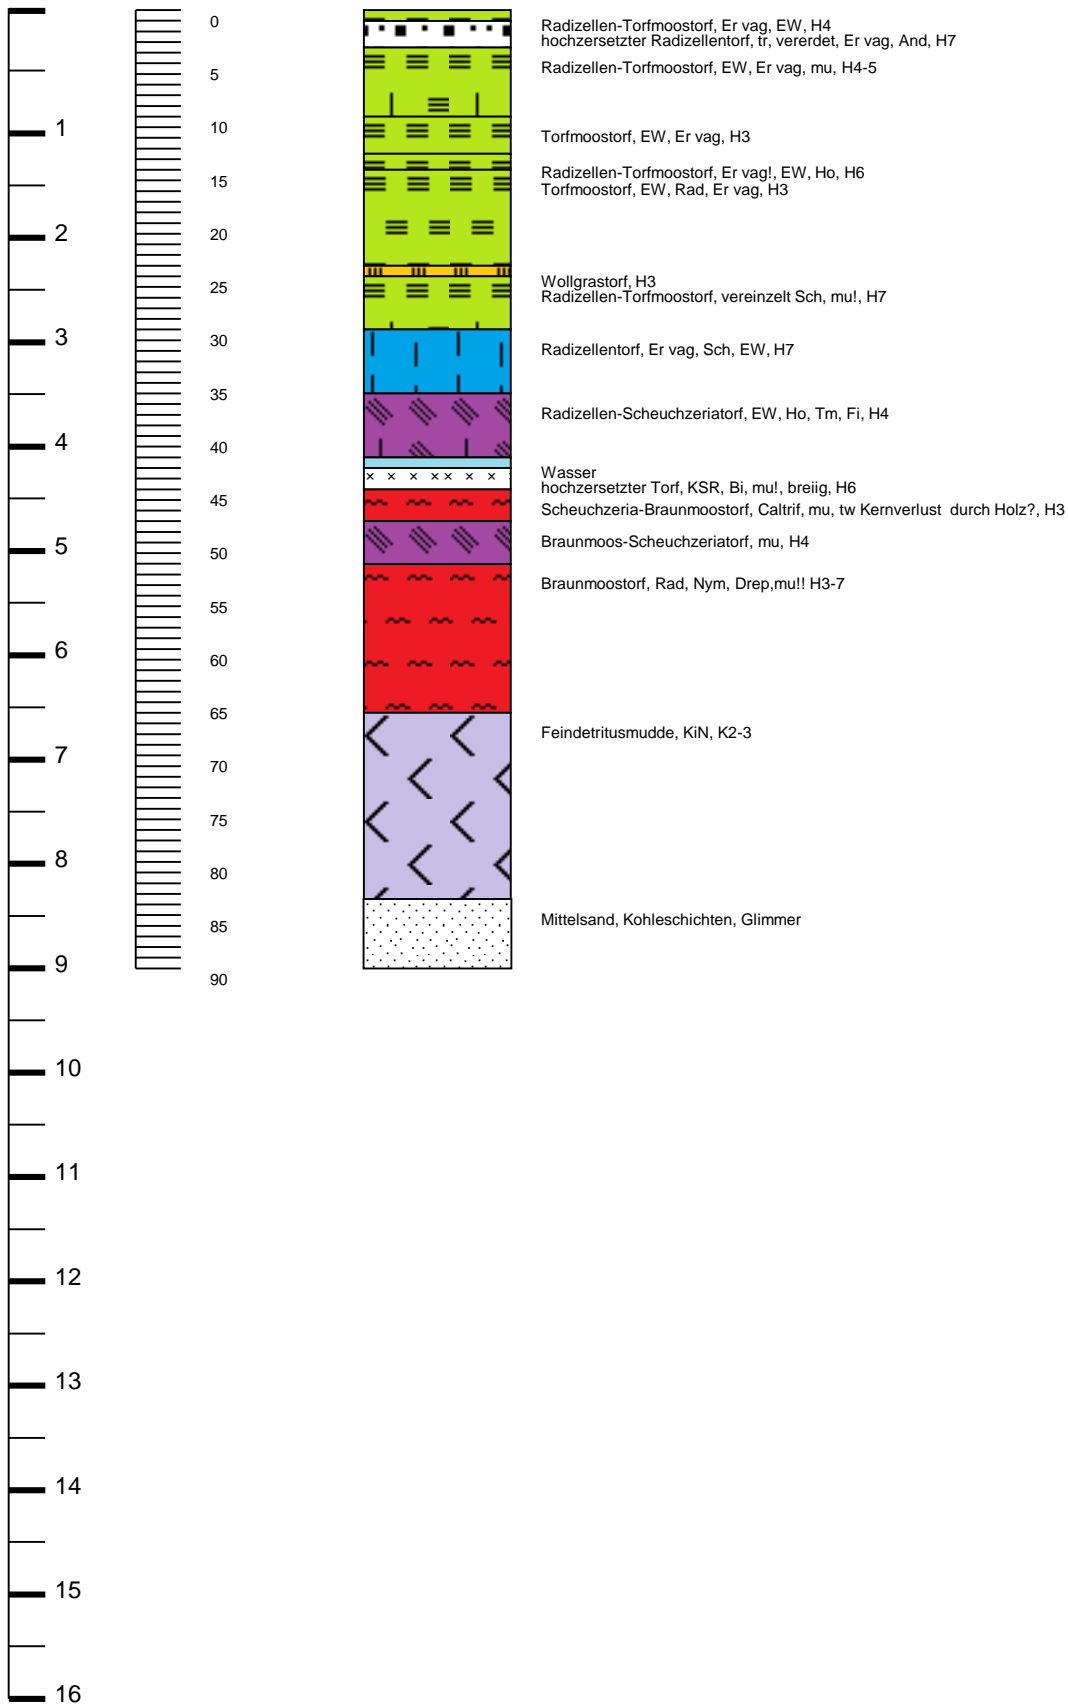 0
Radizellen-Torfmoostorf, Er vag, EW, H4
hochzersetzter Radizellentorf, tr, vererdet, Er vag, And, H7
5
Radizellen-Torfmoostorf, EW, Er vag, mu, H4-5
1
10
Torfmoostorf, EW, Er vag, H3
15
Radizellen-Torfmoostorf, Er vag!, EW, Ho, H6
Torfmoostorf, EW, Rad, Er vag, H3
2
20
25
Wollgrastorf, H3
Radizellen-Torfmoostorf, vereinzelt Sch, mu!, H7
3
30
Radizellentorf, Er vag, Sch, EW, H7
35
Radizellen-Scheuchzeriatorf, EW, Ho, Tm, Fi, H4
4
40
Wasser
hochzersetzter Torf, KSR, Bi, mu!, breiig, H6
45
Scheuchzeria-Braunmoostorf, Caltrif, mu, tw Kernverlust durch Holz?, H3
5
50
Braunmoos-Scheuchzeriatorf, mu, H4
Braunmoostorf, Rad, Nym, Drep,mu!! H3-7
55
6
60
65
Feindetritusmudde, KiN, K2-3
7
70
75
8
80
85
Mittelsand, Kohleschichten, Glimmer
9
90
10
11
12
13
14
15
16